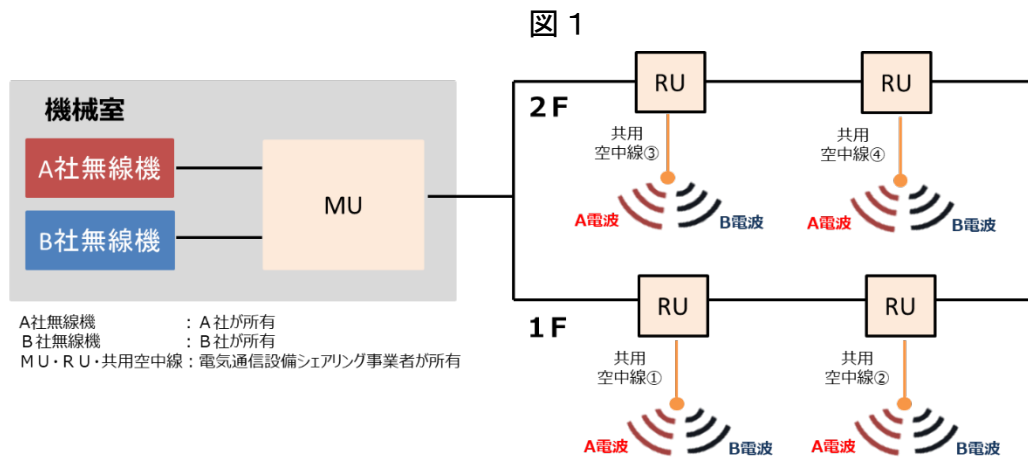 図１
機械室
A社無線機
B社無線機
MU
2F
RU
RU
共用
空中線③
共用
空中線④
A電波
B電波
A電波
B電波
1F
RU
RU
共用
空中線①
共用
空中線②
A電波
B電波
A電波
B電波
A社無線機 ：A社が所有
B社無線機 ：B社が所有
ＭＵ・ＲＵ・共用空中線：電気通信設備シェアリング事業者が所有